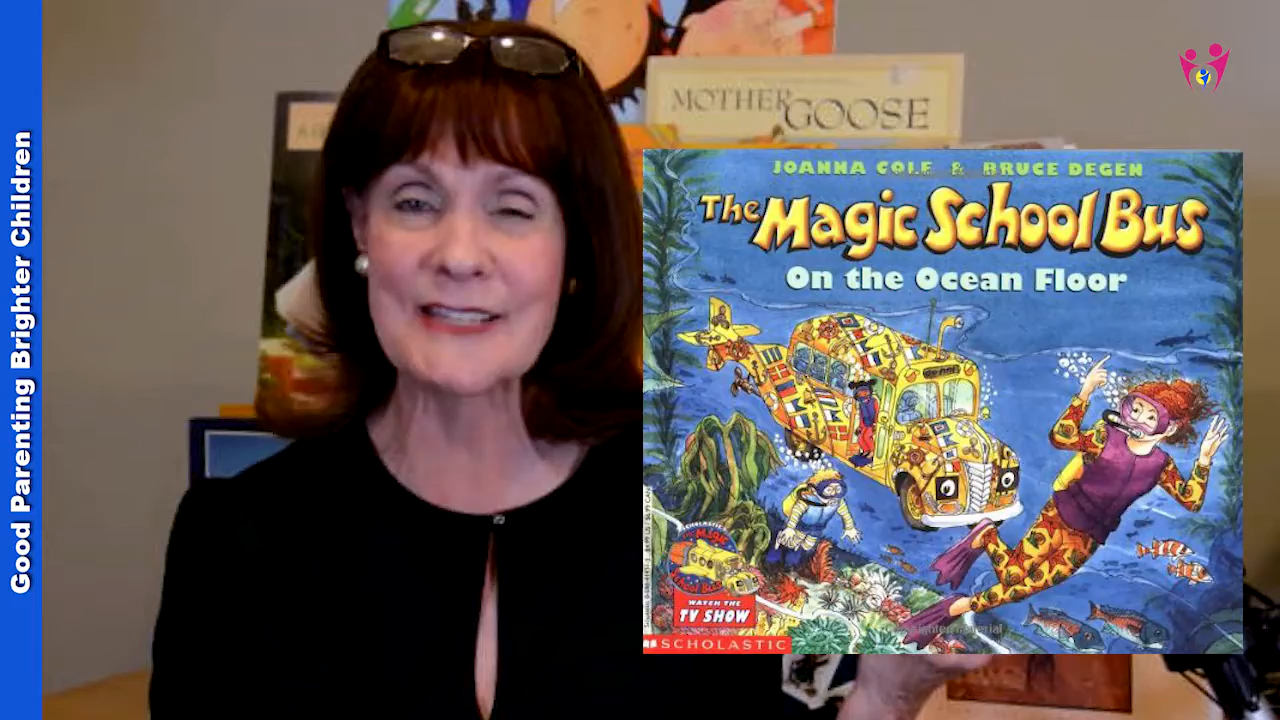 Good Parenting Brighter Children
MOTHER
GOOSE
JOANNA COLE & BRUCE DEGEN
The Magic School Bus
On the Ocean Floor
WATCH THE
TV SHOW
SCHOLASTIC